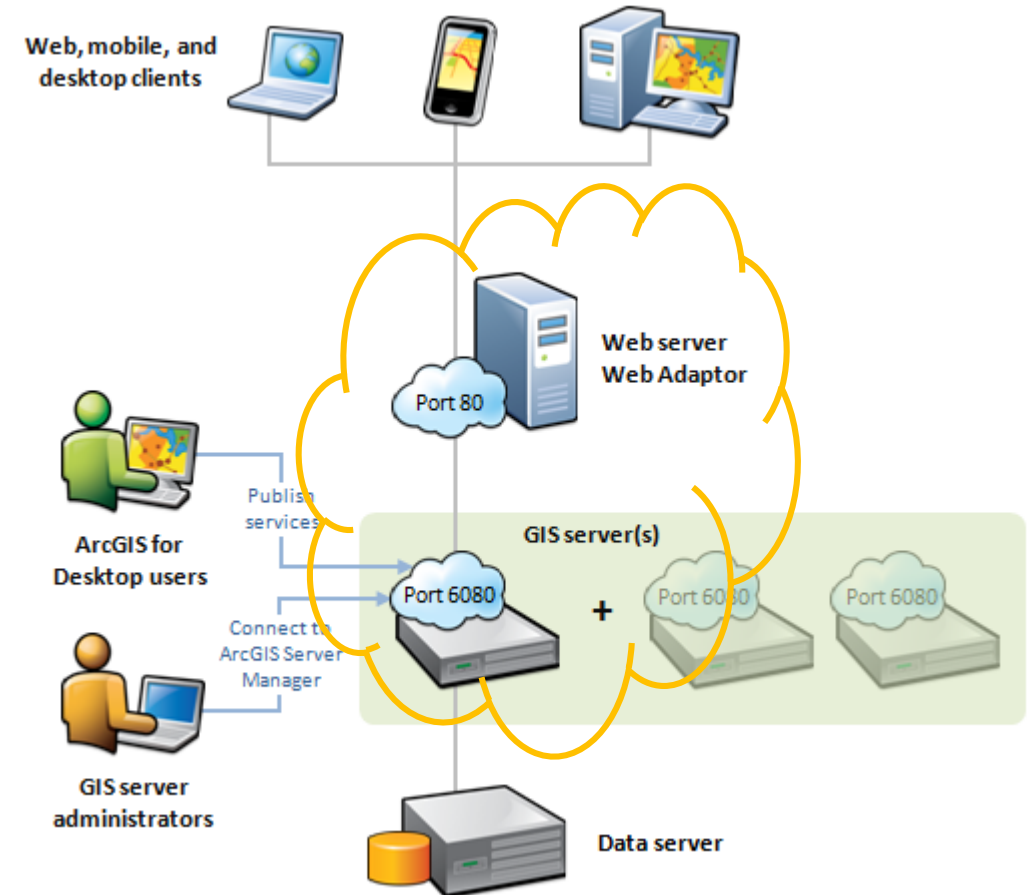 Web, mobile, and
desktop clients
Web server
Web Adaptor
Port 80
Publish
services
ArcGIS for
Desktop users
GIS server(s)
Port 6080
+
Port 6080
Port 6080
Connect to
ArcGIS Server
Manager
GIS server
administrators
Data server